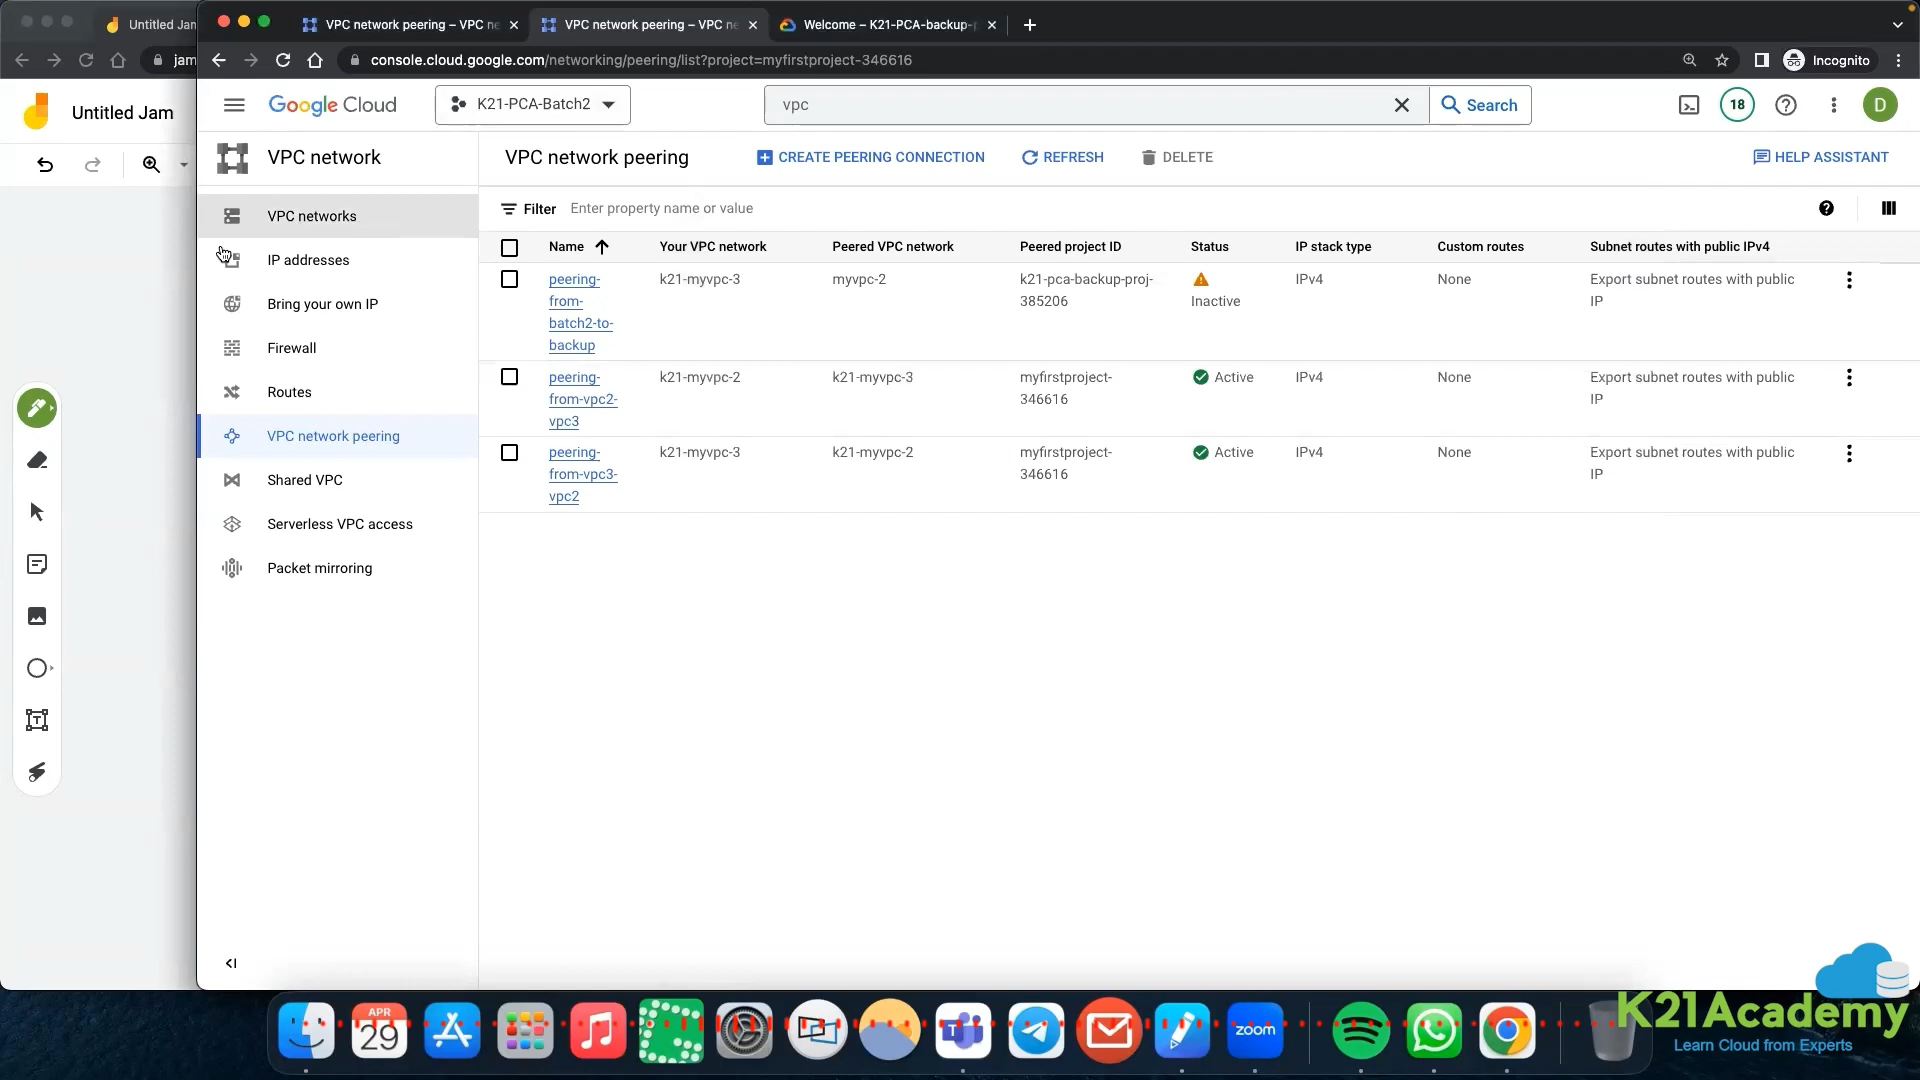 Untitled Jam
VPC network peering – VPC ne
VPC network peering – VPC ne
Welcome – K21-PCA-backup-
jam
console.cloud.google.com/networking/peering/list?project=myfirstproject-346616
Incognito
Untitled Jam
Google Cloud
K21-PCA-Batch2
vpc
Search
18
D
VPC network
VPC network peering
CREATE PEERING CONNECTION
REFRESH
DELETE
HELP ASSISTANT
VPC networks
IP addresses
Bring your own IP
Firewall
Routes
VPC network peering
Shared VPC
Serverless VPC access
Packet mirroring
Filter Enter property name or value
Name Your VPC network Peered VPC network Peered project ID Status IP stack type Custom routes Subnet routes with public IPv4
peering-from-batch2-to-backup k21-myvpc-3 myvpc-2 k21-pca-backup-proj-385206 Inactive IPv4 None Export subnet routes with public IP
peering-from-vpc2-vpc3 k21-myvpc-2 k21-myvpc-3 myfirstproject-346616 Active IPv4 None Export subnet routes with public IP
peering-from-vpc3-vpc2 k21-myvpc-3 k21-myvpc-2 myfirstproject-346616 Active IPv4 None Export subnet routes with public IP
APR
29
zoom
K21Academy
Learn Cloud from Experts